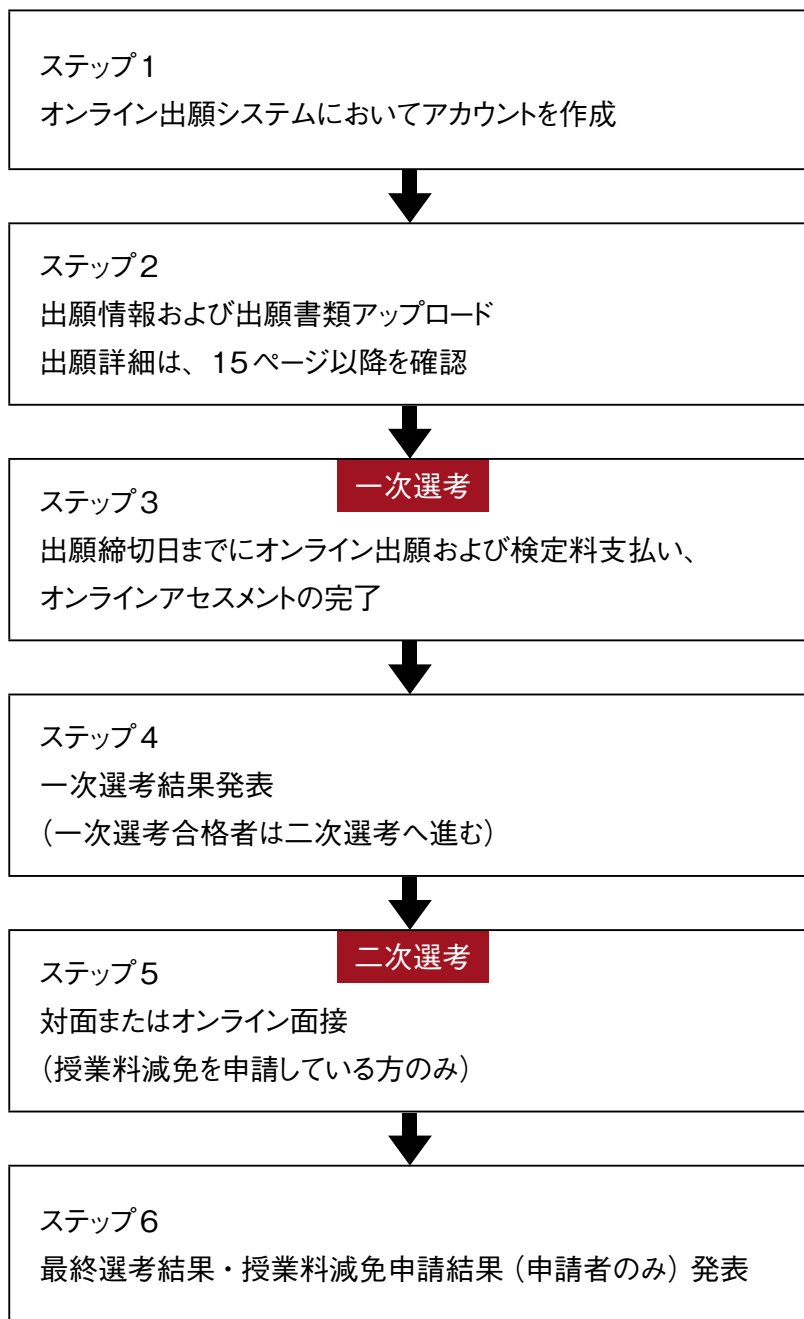 ステップ1
オンライン出願システムにおいてアカウントを作成
ステップ2
出願情報および出願書類アップロード
出願詳細は、15ページ以降を確認
一次選考
ステップ3
出願締切日までにオンライン出願および検定料支払い、
オンラインアセスメントの完了
ステップ4
一次選考結果発表
（一次選考合格者は二次選考へ進む）
二次選考
ステップ5
対面またはオンライン面接
（授業料減免を申請している方のみ）
ステップ6
最終選考結果・授業料減免申請結果（申請者のみ）発表